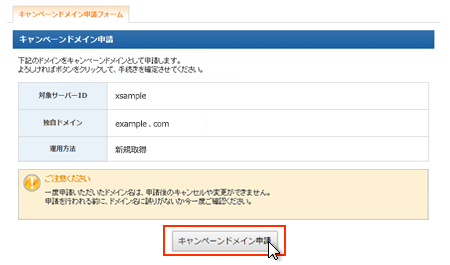 キャンペーンドメイン申請フォーム
キャンペーンドメイン申請
下記のドメインをキャンペーンドメインとして申請します。
よろしければボタンをクリックして、手続きを確定させてください。
対象サーバーID xsample
独自ドメイン example . com
運用方法 新規取得
ご注意ください
一度申請いただいたドメイン名は、申請後のキャンセルや変更ができません。
申請を行われる前に、ドメイン名に誤りがないか今一度ご確認ください。
キャンペーンドメイン申請